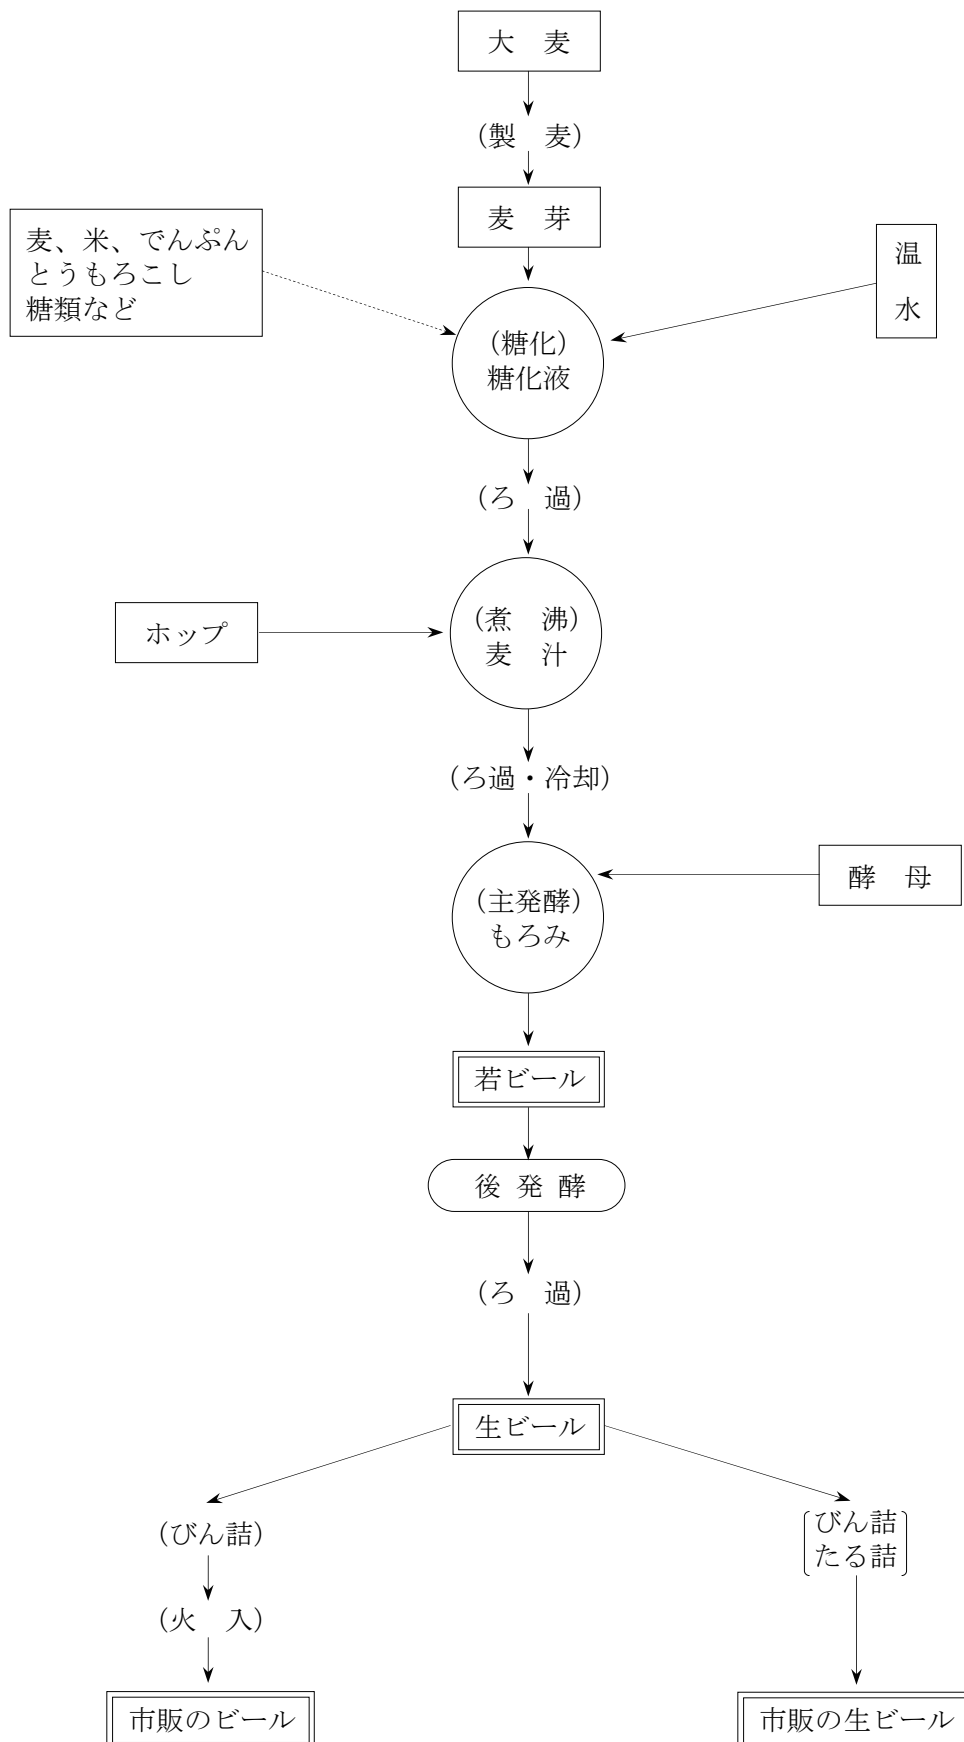 大　麦
（製　麦）
麦　芽
麦、米、でんぷん
とうもろこし
糖類など
温
水
（糖化）
糖化液
（ろ　過）
ホップ
（煮　沸）
麦　汁
（ろ過・冷却）
酵　母
（主発酵）
もろみ
若ビール
後 発 酵
（ろ　過）
生ビール
（びん詰）
びん詰
たる詰
（火　入）
市販のビール
市販の生ビール